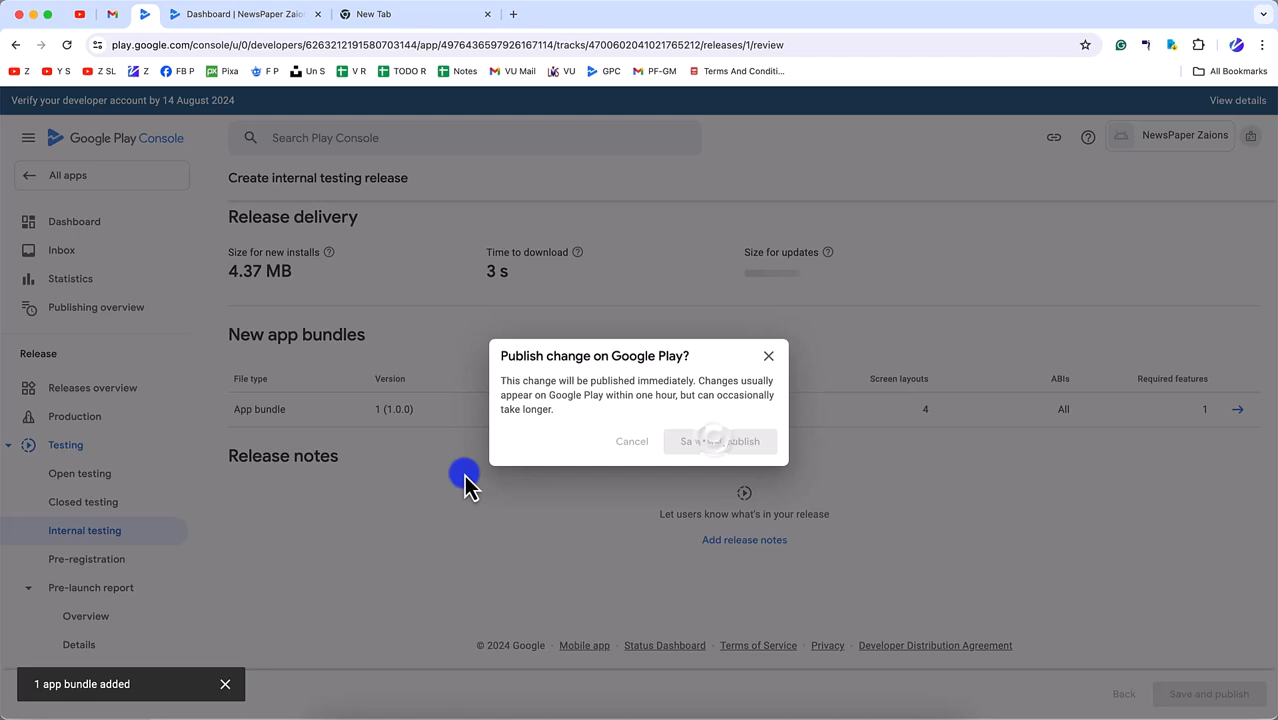 Dashboard | NewsPaper Zaions
New Tab
play.google.com/console/u/0/developers/6263212191580703144/app/4976436597926167114/tracks/4700602041021765212/releases/1/review
Z
Y S
Z SL
Z
FB P
Pixa
F P
Un S
V R
TODO R
Notes
VU Mail
VU
GPC
PF-GM
Terms And Conditi...
All Bookmarks
Verify your developer account by 14 August 2024
View details
Google Play Console
Search Play Console
NewsPaper Zaions
All apps
Create internal testing release
Dashboard
Inbox
Statistics
Publishing overview
Release
Releases overview
Production
Testing
Open testing
Closed testing
Internal testing
Pre-registration
Pre-launch report
Overview
Details
Release delivery
Size for new installs
Time to download
Size for updates
4.37 MB
3 s
New app bundles
File type
Version
Screen layouts
ABIs
Required features
App bundle
1 (1.0.0)
4
All
1
Publish change on Google Play?
This change will be published immediately. Changes usually
appear on Google Play within one hour, but can occasionally
take longer.
Cancel
Save and publish
Release notes
Let users know what's in your release
Add release notes
© 2024 Google · Mobile app · Status Dashboard · Terms of Service · Privacy · Developer Distribution Agreement
1 app bundle added
Back
Save and publish